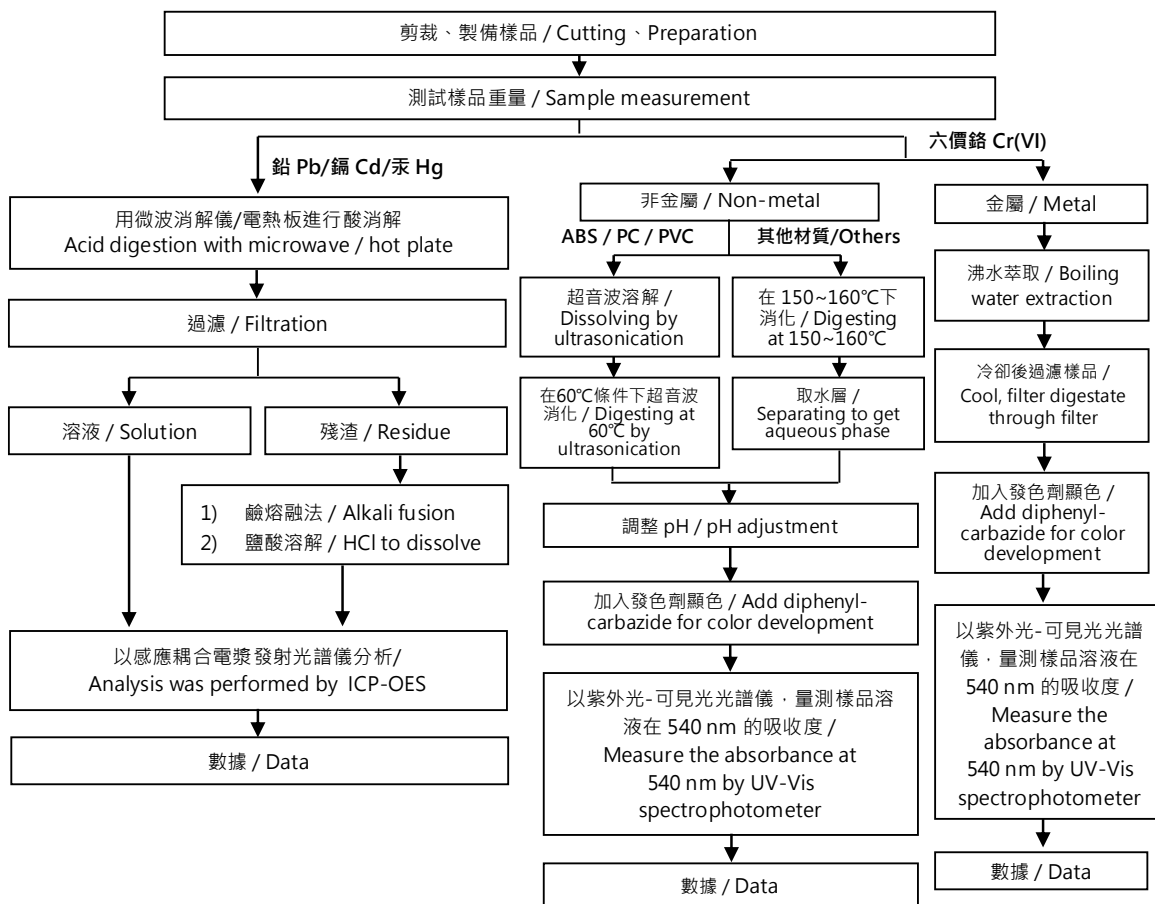 剪裁、製備樣品 / Cutting、Preparation
測試樣品重量 / Sample measurement
鉛 Pb/鎘 Cd/汞 Hg
用微波消解儀/電熱板進行酸消解
Acid digestion with microwave / hot plate
過濾 / Filtration
溶液 / Solution
殘渣 / Residue
1) 鹼熔融法 / Alkali fusion
2) 鹽酸溶解 / HCl to dissolve
以感應耦合電漿發射光譜儀分析/
Analysis was performed by ICP-OES
數據 / Data
六價鉻 Cr(VI)
非金屬 / Non-metal
ABS / PC / PVC
超音波溶解 /
Dissolving by
ultrasonication
在60℃條件下超音波
消化 / Digesting at
60℃ by
ultrasonication
其他材質/Others
在 150~160℃下
消化 / Digesting
at 150~160℃
取水層 /
Separating to get
aqueous phase
調整 pH / pH adjustment
加入發色劑顯色 / Add diphenyl-
carbazide for color development
以紫外光-可見光光譜儀，量測樣品溶
液在 540 nm 的吸收度 /
Measure the absorbance at
540 nm by UV-Vis
spectrophotometer
數據 / Data
金屬 / Metal
沸水萃取 / Boiling
water extraction
冷卻後過濾樣品 /
Cool, filter digestate
through filter
加入發色劑顯色 /
Add diphenyl-
carbazide for color
development
以紫外光-可見光光譜
儀，量測樣品溶液在
540 nm 的吸收度 /
Measure the
absorbance at
540 nm by UV-Vis
spectrophotometer
數據 / Data